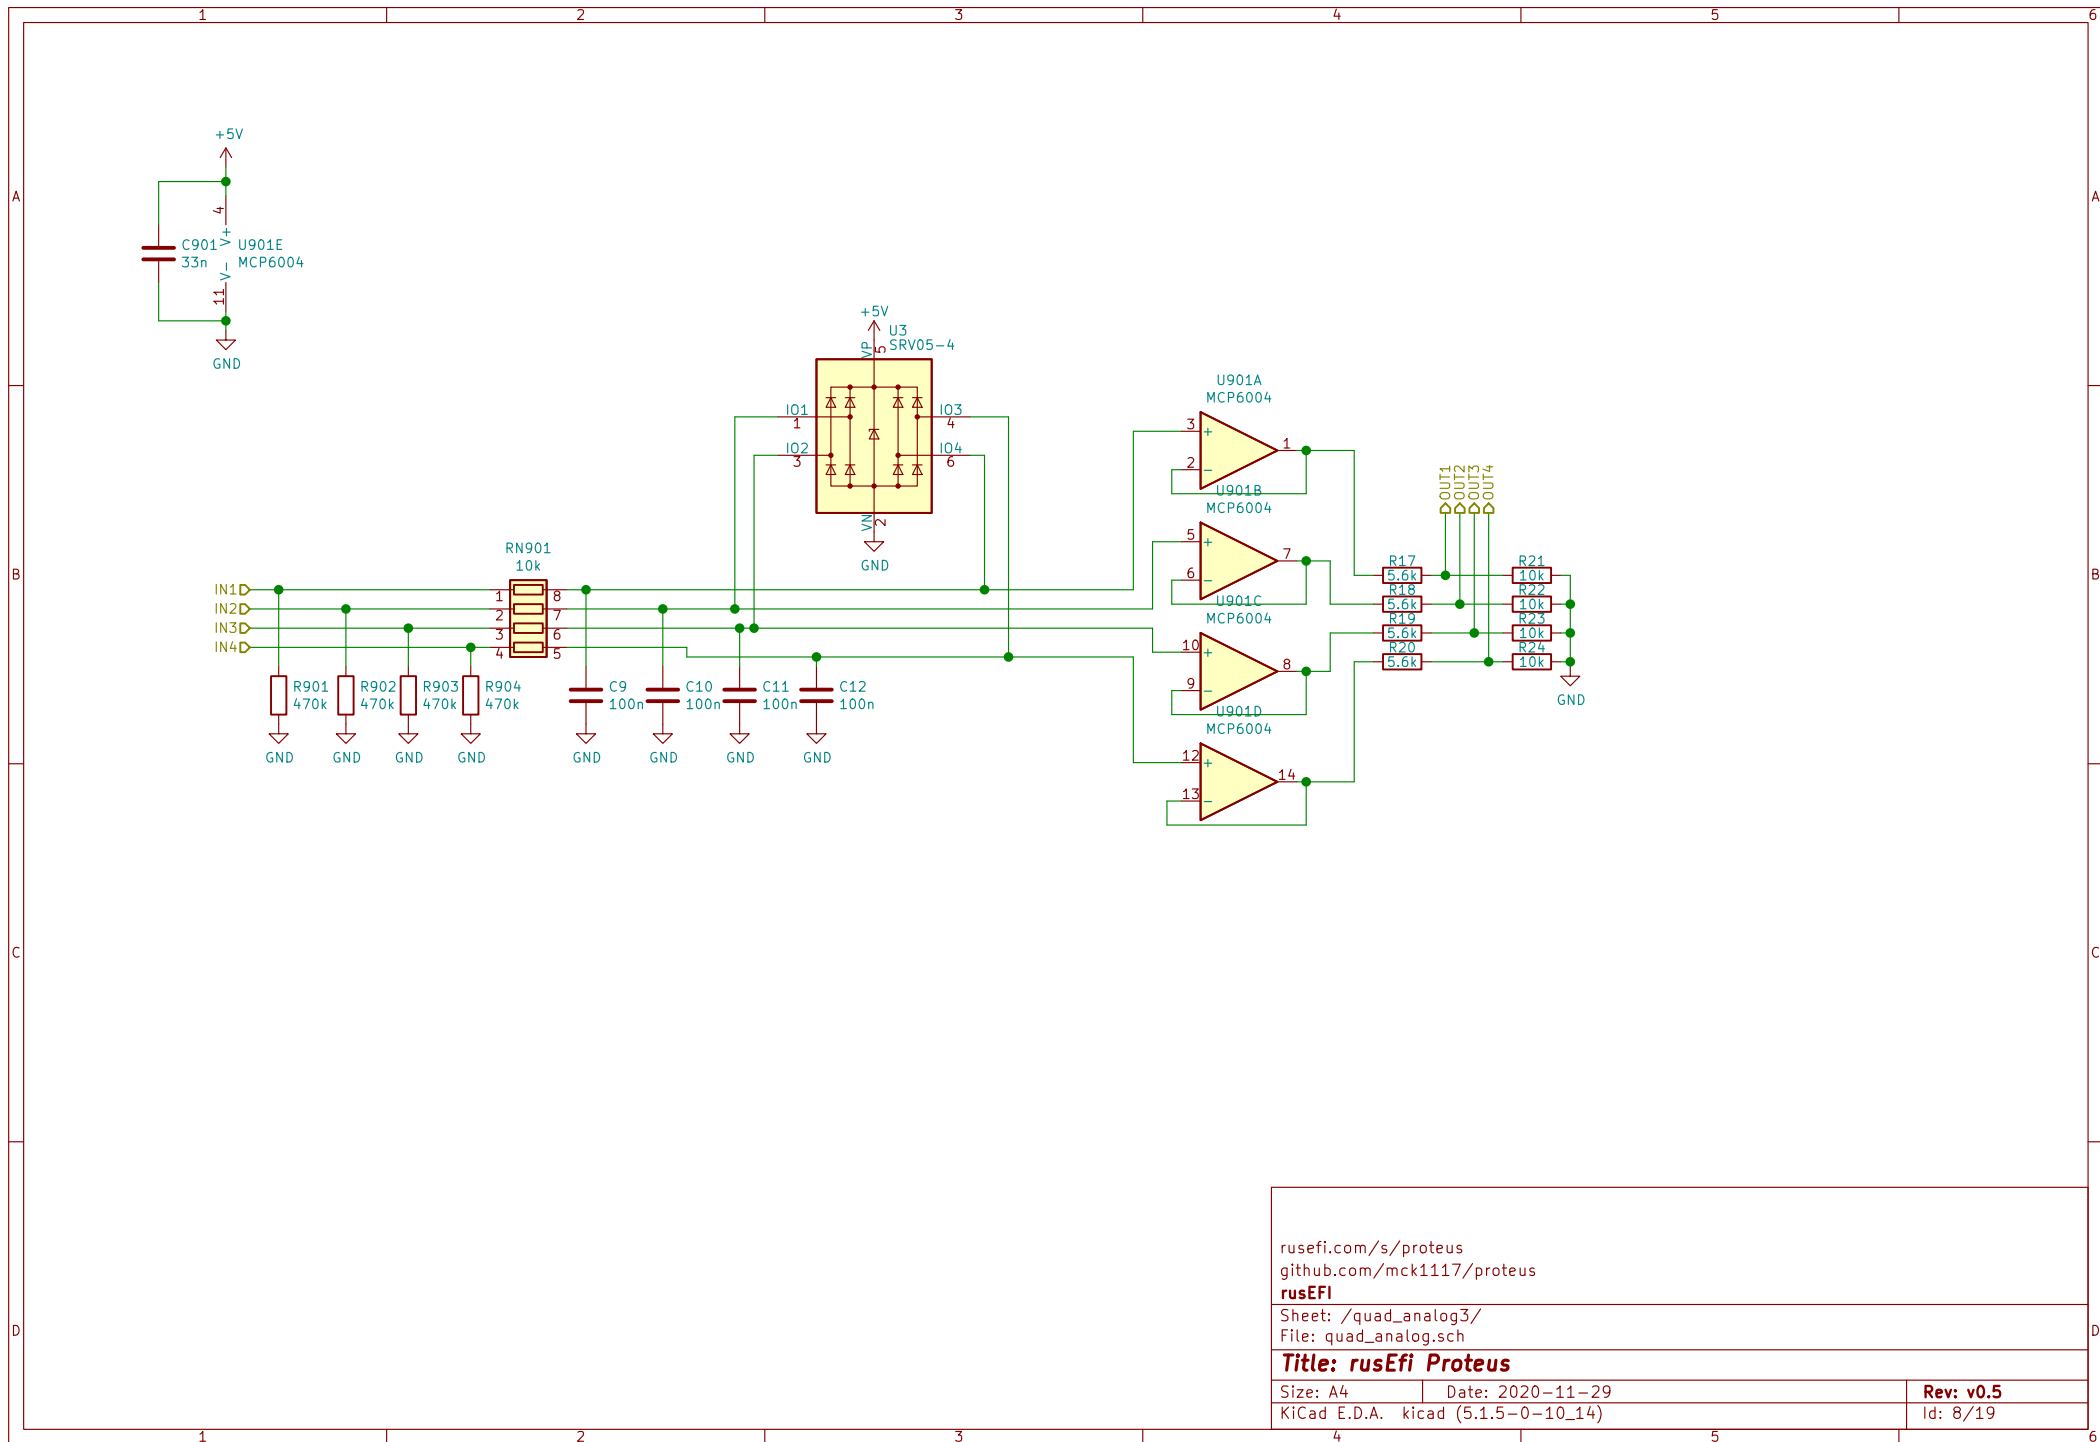 1 2 3 4 5 6
A A
B B
C C
D D
+5V
4
V+
C901
33n
U901E
MCP6004
V-
11
GND
+5V
U3
SRV05-4
VP
5
IO1
1
IO2
3
IO3
4
IO4
6
VN
2
GND
RN901
10k
IN1
IN2
IN3
IN4
1 8
2 7
3 6
4 5
R901
470k
R902
470k
R903
470k
R904
470k
C9
100n
C10
100n
C11
100n
C12
100n
GND GND GND GND GND GND GND GND
U901A
MCP6004
3 +
2 -
1
U901B
MCP6004
5 +
6 -
7
U901C
MCP6004
10 +
9 -
8
U901D
MCP6004
12 +
13 -
14
OUT1
OUT2
OUT3
OUT4
R17
5.6k
R18
5.6k
R19
5.6k
R20
5.6k
R21
10k
R22
10k
R23
10k
R24
10k
GND
rusefi.com/s/proteus
github.com/mck1117/proteus
rusEFI
Sheet: /quad_analog3/
File: quad_analog.sch
Title: rusEfi Proteus
Size: A4 Date: 2020-11-29 Rev: v0.5
KiCad E.D.A. kicad (5.1.5-0-10_14) Id: 8/19
1 2 3 4 5 6